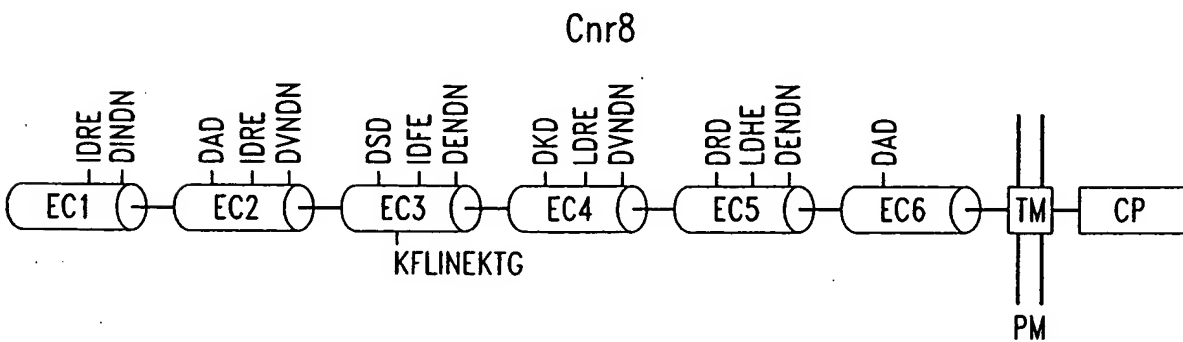 Cnr8
IDRE DINDN DAD IDRE DVNDN DSD IDFE DENDN DKD LDRE DVNDN DRD LDHE DENDN DAD
EC1 EC2 EC3 EC4 EC5 EC6 TM CP
KFLINEKTG
PM